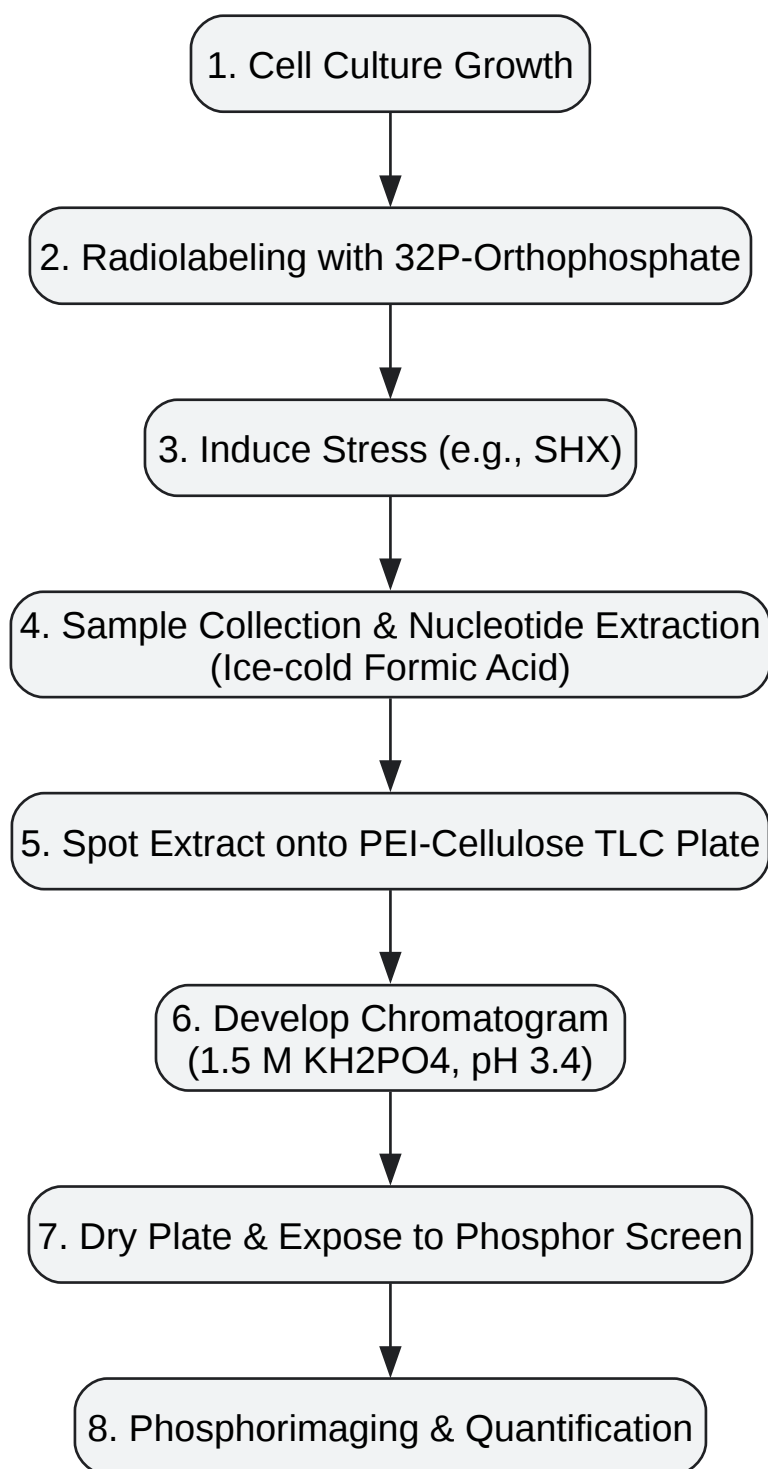 1. Cell Culture Growth
2. Radiolabeling with 32P-Orthophosphate
3. Induce Stress (e.g., SHX)
4. Sample Collection & Nucleotide Extraction
(Ice-cold Formic Acid)
5. Spot Extract onto PEI-Cellulose TLC Plate
6. Develop Chromatogram
(1.5 M KH2PO4, pH 3.4)
7. Dry Plate & Expose to Phosphor Screen
8. Phosphorimaging & Quantification